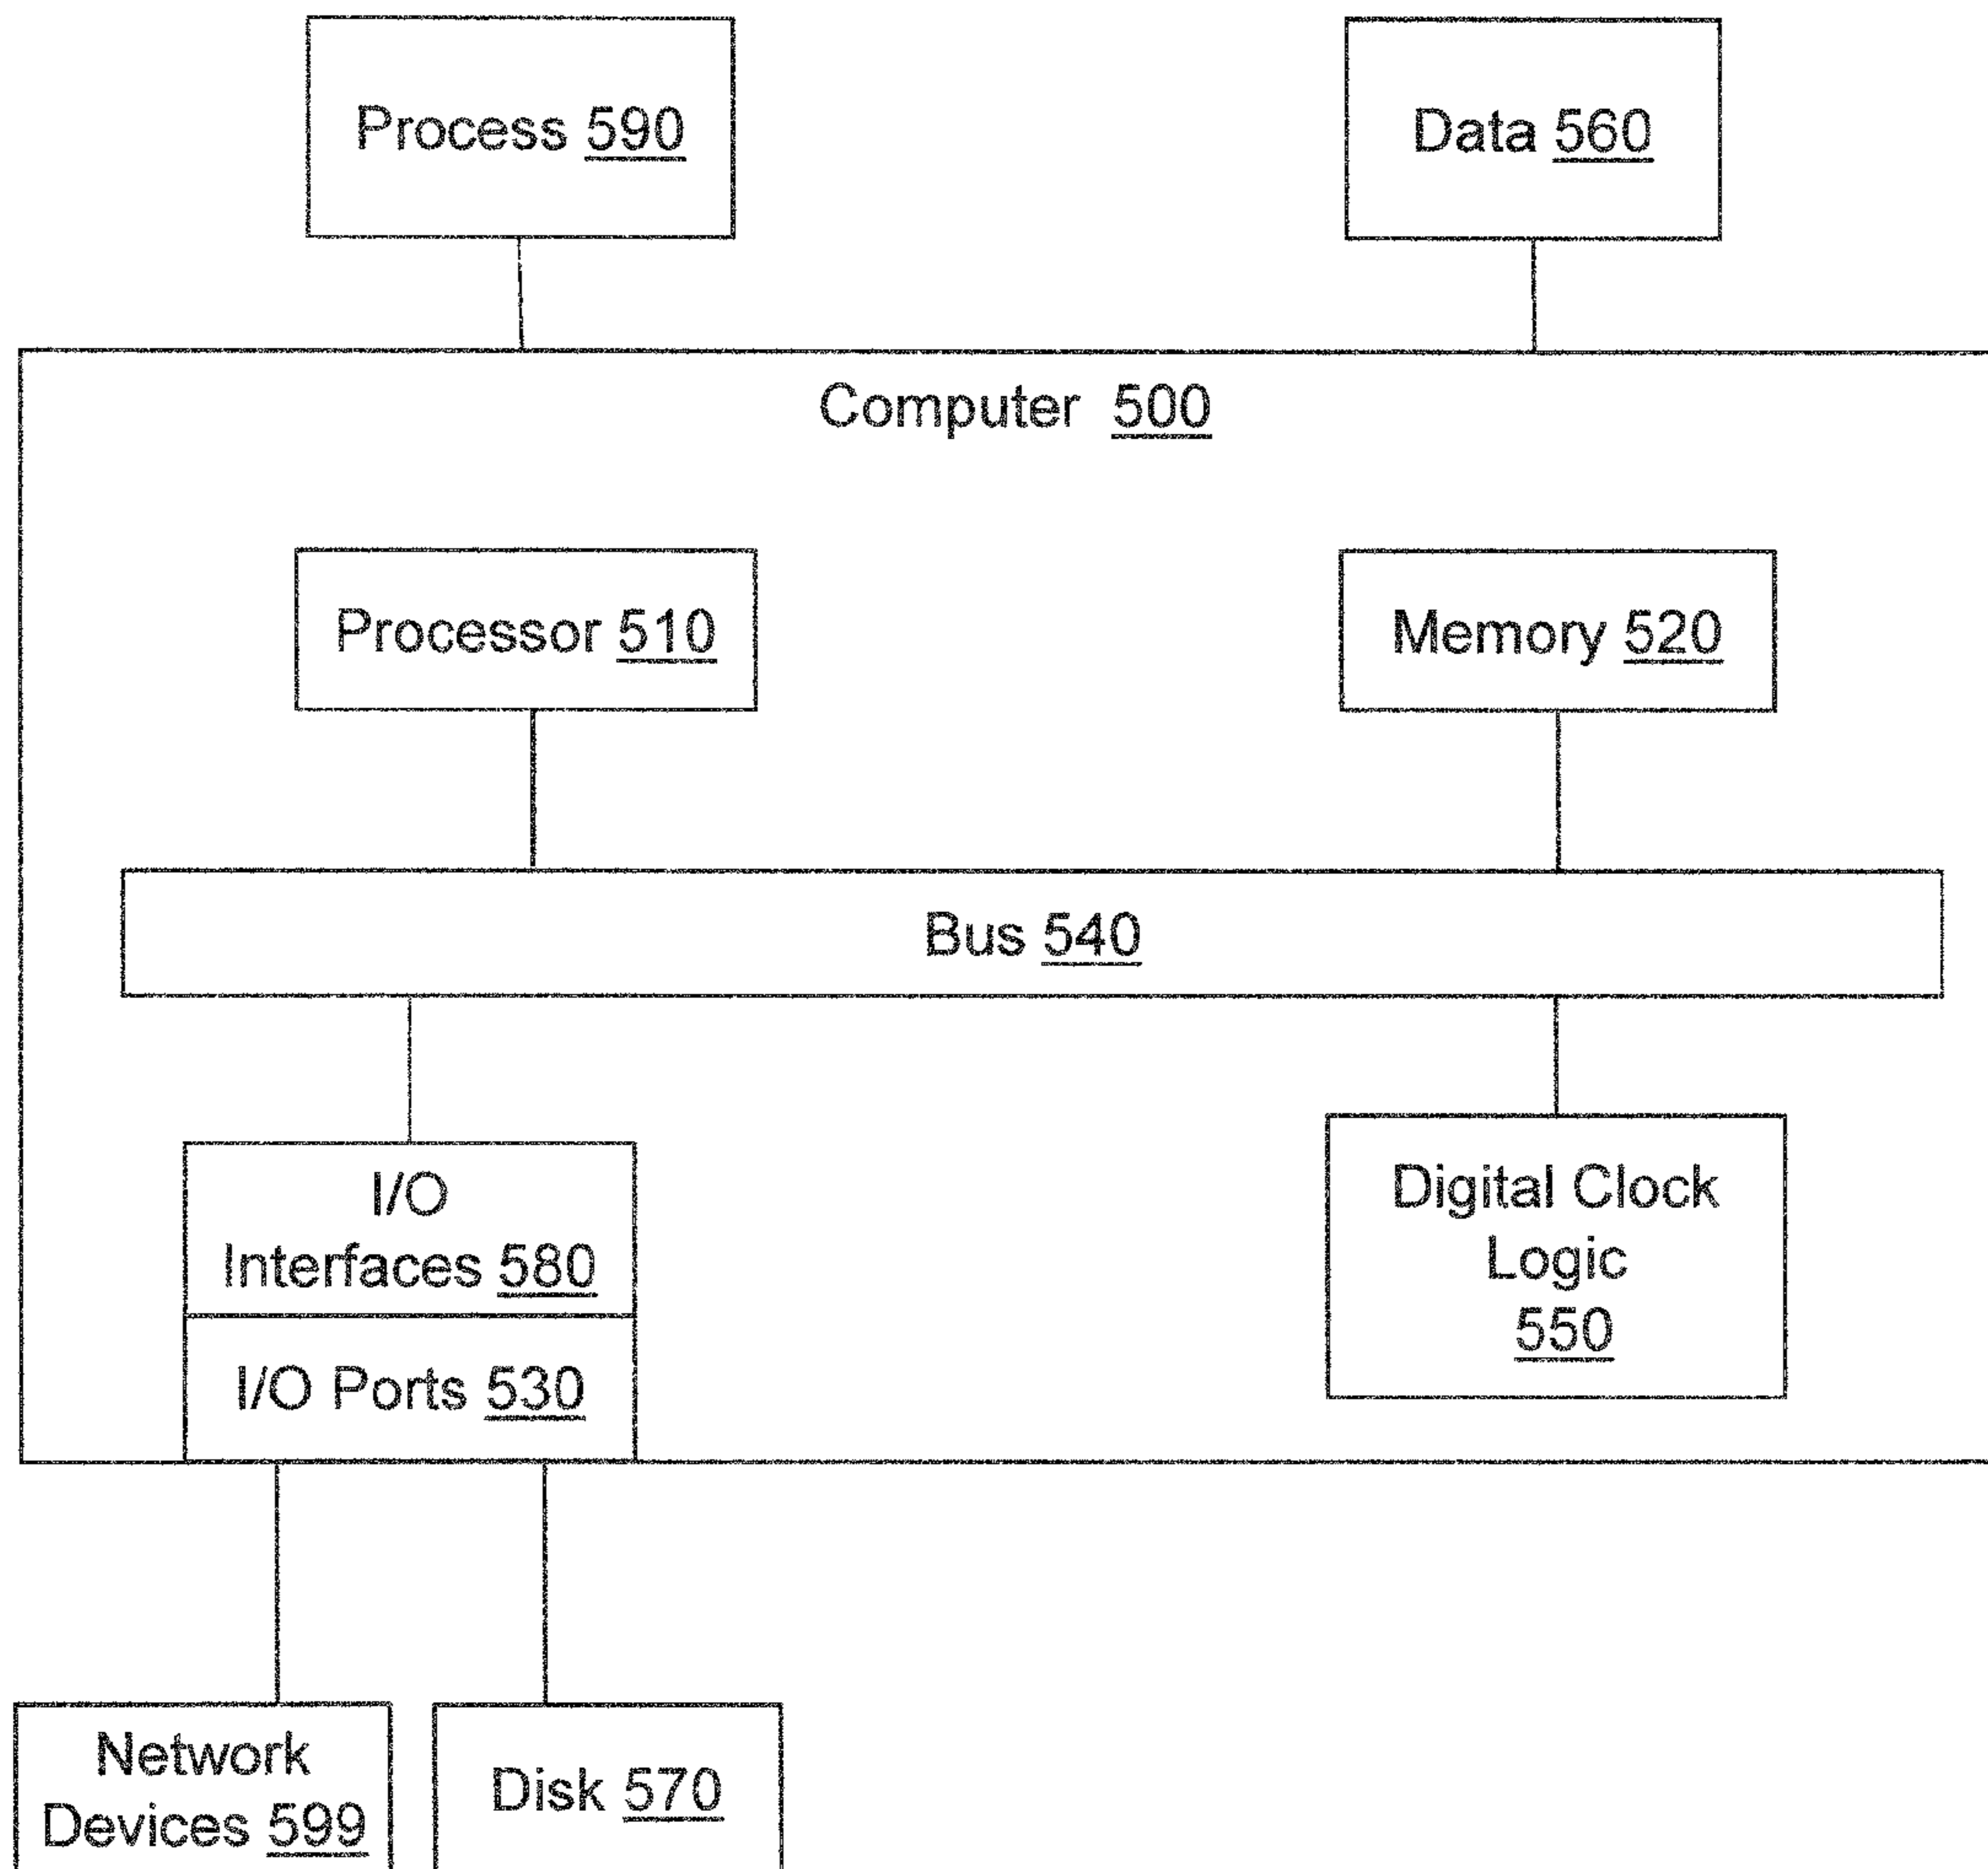 Process 590
Data 560
Computer 500
Processor 510
Memory 520
Bus 540
I/O
Interfaces 580
I/O Ports 530
Digital Clock
Logic
550
Network
Devices 599
Disk 570